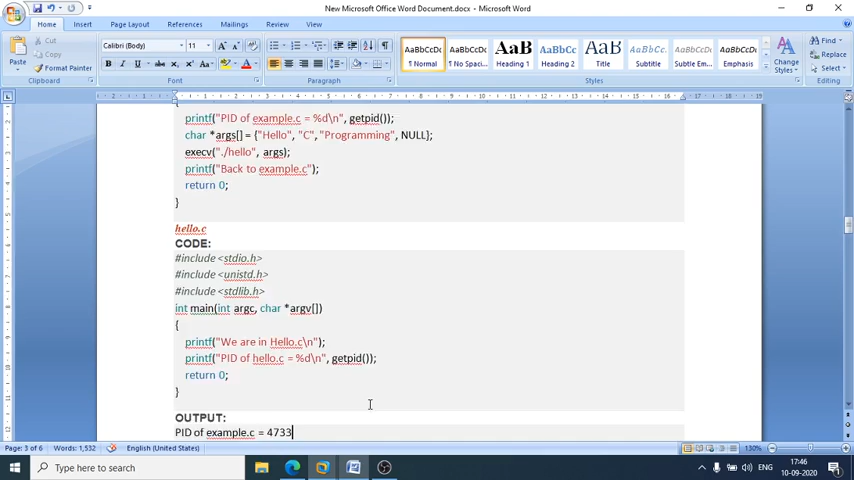 New Microsoft Office Word Document.docx - Microsoft Word
Home Insert Page Layout References Mailings Review View
Paste
Cut
Copy
Format Painter
Clipboard
Calibri (Body) 11
Font
Paragraph
AaBbCcDc AaBbCcDc AaBbC AaBbCc AaB AaBbCc. AaBbCcDc AaBbCcDc
¶ Normal ¶ No Spaci... Heading 1 Heading 2 Title Subtitle Subtle Em... Emphasis
Styles
Change Styles
Find
Replace
Select
Editing
{
printf("PID of example.c = %d\n", getpid());
char *args[] = {"Hello", "C", "Programming", NULL};
execv("./hello", args);
printf("Back to example.c");
return 0;
}
hello.c
CODE:
#include <stdio.h>
#include <unistd.h>
#include <stdlib.h>
int main(int argc, char *argv[])
{
printf("We are in Hello.c\n");
printf("PID of hello.c = %d\n", getpid());
return 0;
}
OUTPUT:
PID of example.c = 4733
Page: 3 of 6 Words: 1,532 English (United States) 130%
Type here to search
ENG
17:46
10-09-2020